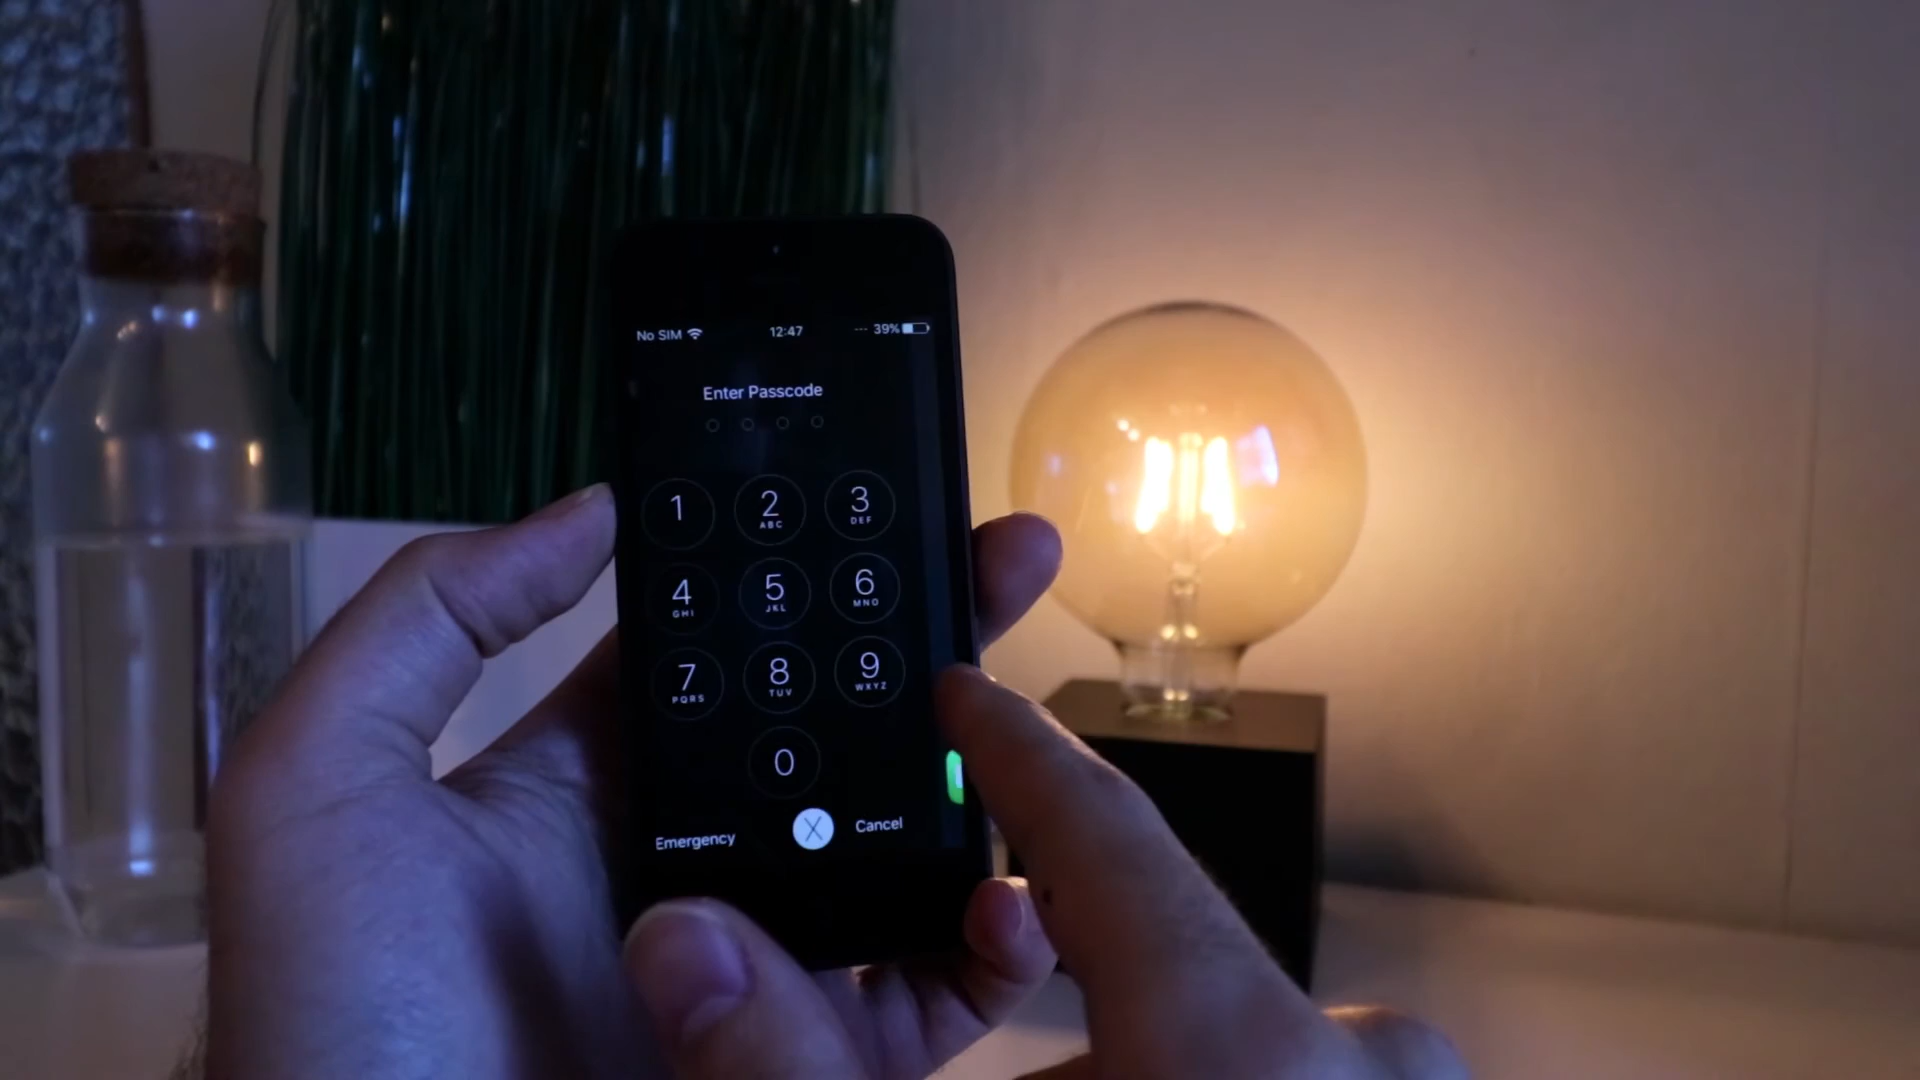 No SIM 12:47 --- 39%
Enter Passcode
1 2 3
ABC DEF
4 5 6
GHI JKL MNO
7 8 9
PQRS TUV WXYZ
0
Emergency X Cancel